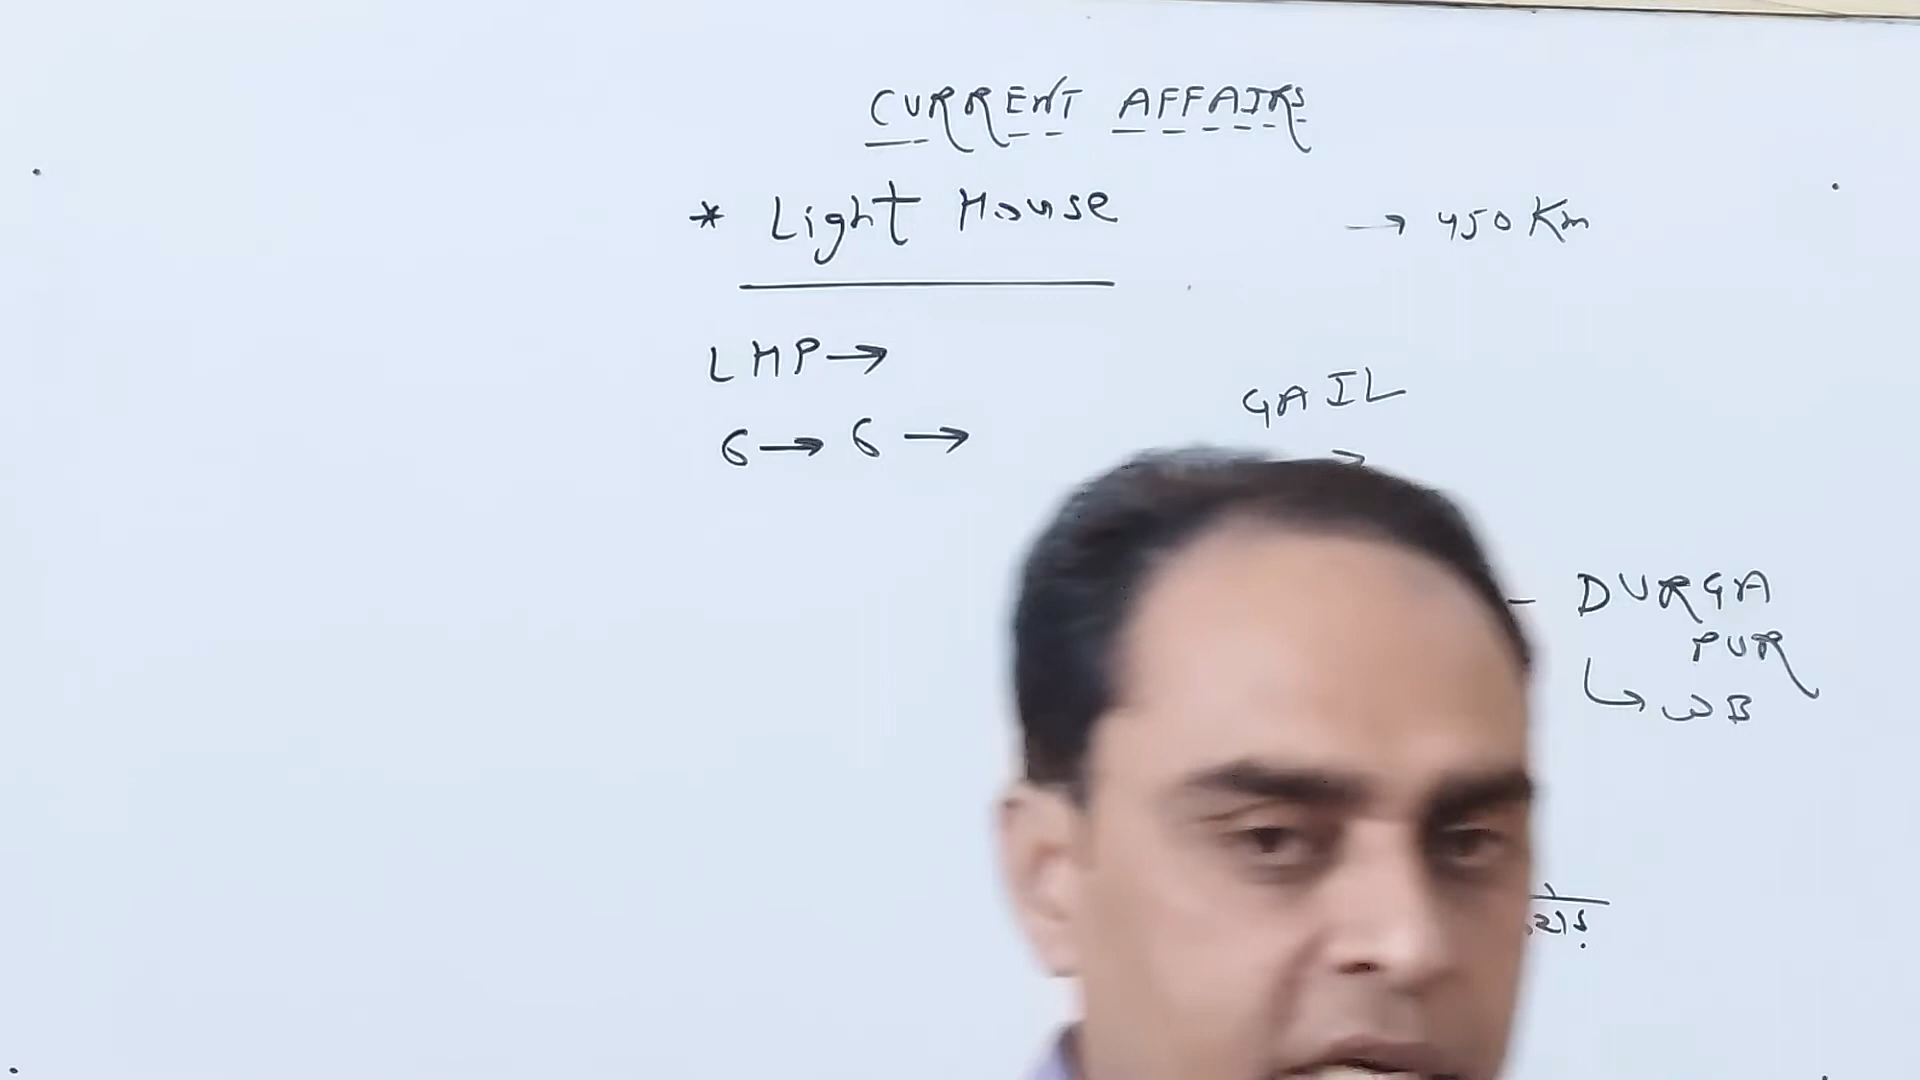 CURRENT AFFAIRS
* Light House
→ 450 Km
LHP→
6→ 6 →
GAIL
→
- DURGA
PUR
↳ WB